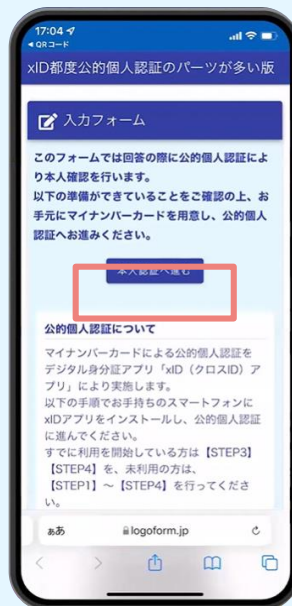 17:04
◀ QRコード
xID都度公的個人認証のパーツが多い版
入力フォーム
このフォームでは回答の際に公的個人認証によ
り本人確認を行います。
以下の準備ができていることをご確認の上、お
手元にマイナンバーカードを用意し、公的個人
認証へお進みください。
本人認証へ進む
公的個人認証について
マイナンバーカードによる公的個人認証を
デジタル身分証アプリ「xID（クロスID）ア
プリ」により実施します。
以下の手順でお手持ちのスマートフォンに
xIDアプリをインストールし、公的個人認証
に進んでください。
すでに利用を開始している方は【STEP3】
【STEP4】を、未利用の方は、
【STEP1】～【STEP4】を行ってくださ
い。
ぁあ logoform.jp